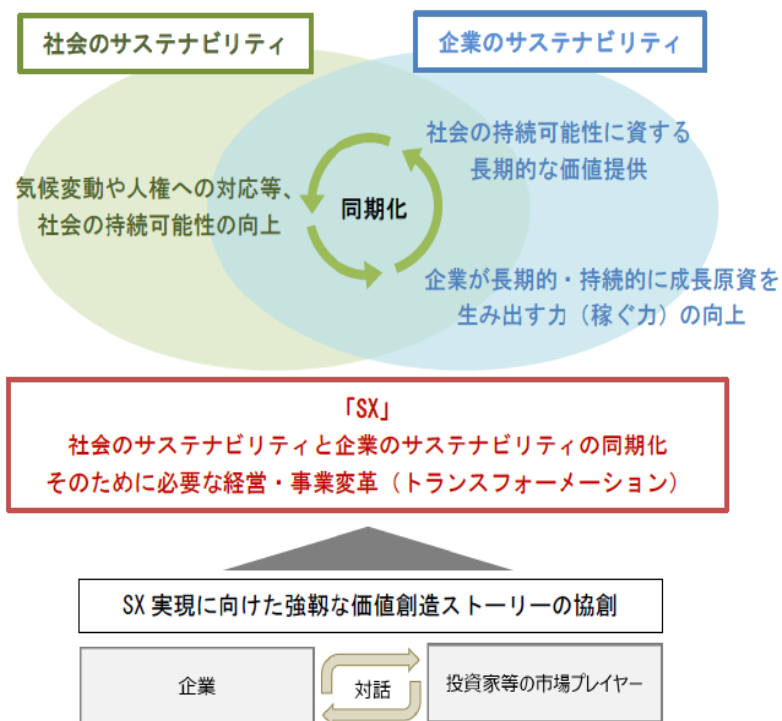 社会のサステナビリティ
企業のサステナビリティ
社会の持続可能性に資する
長期的な価値提供
気候変動や人権への対応等、
社会の持続可能性の向上
同期化
企業が長期的・持続的に成長原資を
生み出す力（稼ぐ力）の向上
「SX」
社会のサステナビリティと企業のサステナビリティの同期化
そのために必要な経営・事業変革（トランスフォーメーション）
SX 実現に向けた強靱な価値創造ストーリーの協創
企業
対話
投資家等の市場プレイヤー